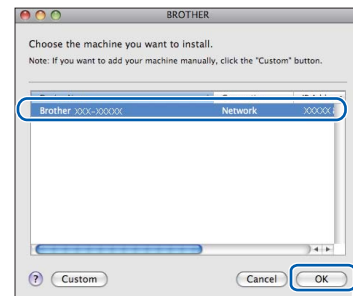 BROTHER
Choose the machine you want to install.
Note: If you want to add your machine manually, click the "Custom" button.
Brother XXX-XXXXX Network XXXXX
? Custom Cancel OK